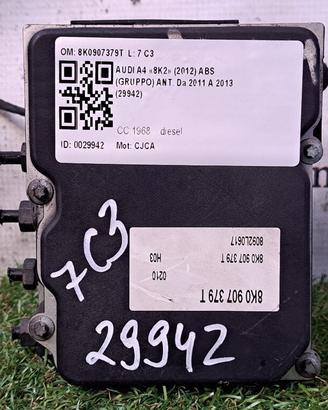 OM: 8K0907379T L: 7 C3
AUDI A4 «8K2» (2012) ABS
(GRUPPO) ANT. Da 2011 A 2013
(29942)
CC 1968 diesel
ID: 0029942 Mot: CJCA
7C3
8K0 907 379 T
0210 H03
8K0 907 379 T
8092L0617
29942